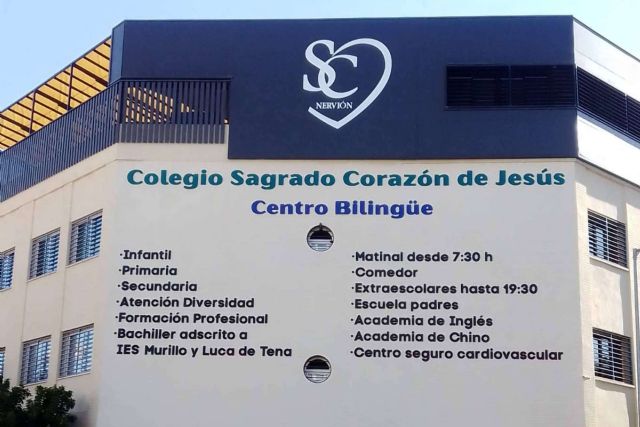 SC
NERVIÓN
Colegio Sagrado Corazón de Jesús
Centro Bilingüe
·Infantil
·Primaria
·Secundaria
·Atención Diversidad
·Formación Profesional
·Bachiller adscrito a
IES Murillo y Luca de Tena
·Matinal desde 7:30 h
·Comedor
·Extraescolares hasta 19:30
·Escuela padres
·Academia de Inglés
·Academia de Chino
·Centro seguro cardiovascular